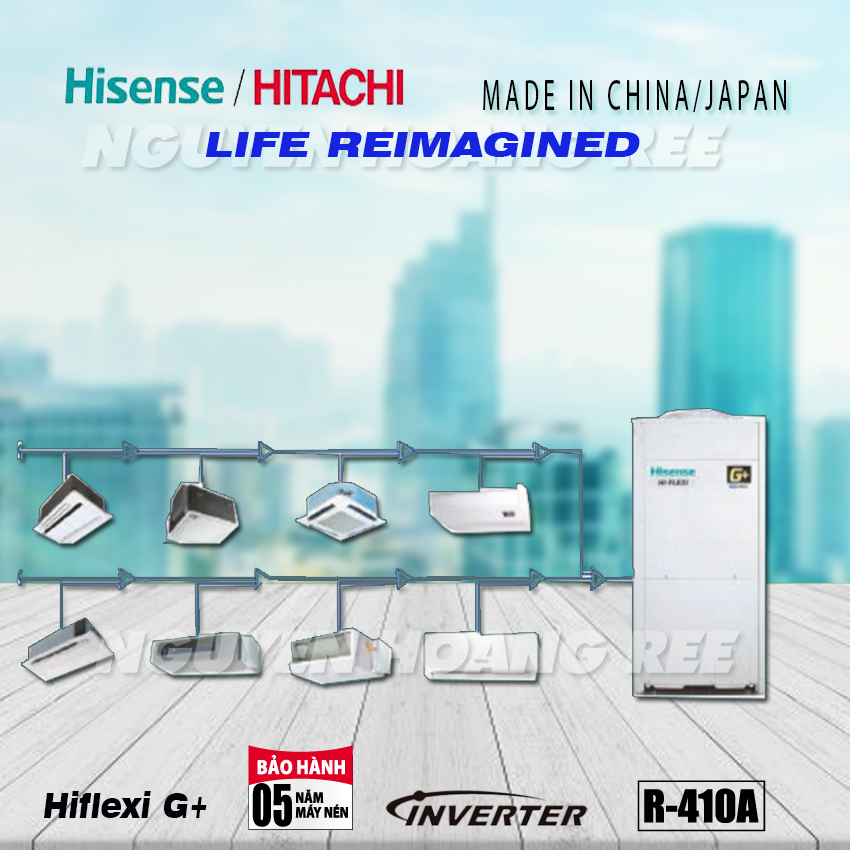 Hisense / HITACHI
MADE IN CHINA/JAPAN
NGUYEN HOANG REE
LIFE REIMAGINED
Hisense
HI-FLEXI
G+
NGUYEN HOANG REE
Hiflexi G+
BẢO HÀNH
05 NĂM
MÁY NÉN
INVERTER
R-410A